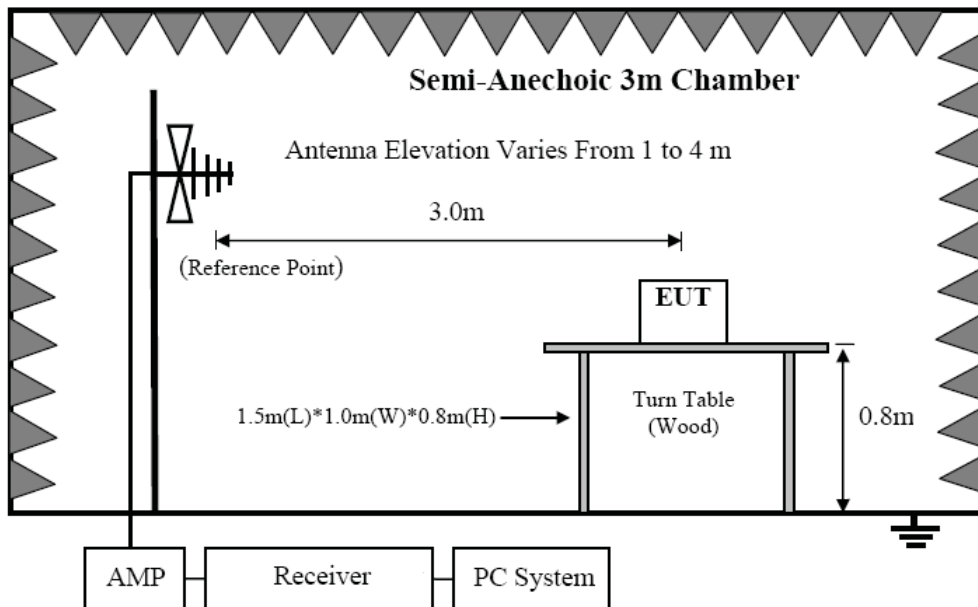 Semi-Anechoic 3m Chamber
Antenna Elevation Varies From 1 to 4 m
3.0m
(Reference Point)
EUT
1.5m(L)*1.0m(W)*0.8m(H)
Turn Table
(Wood)
0.8m
AMP
Receiver
PC System